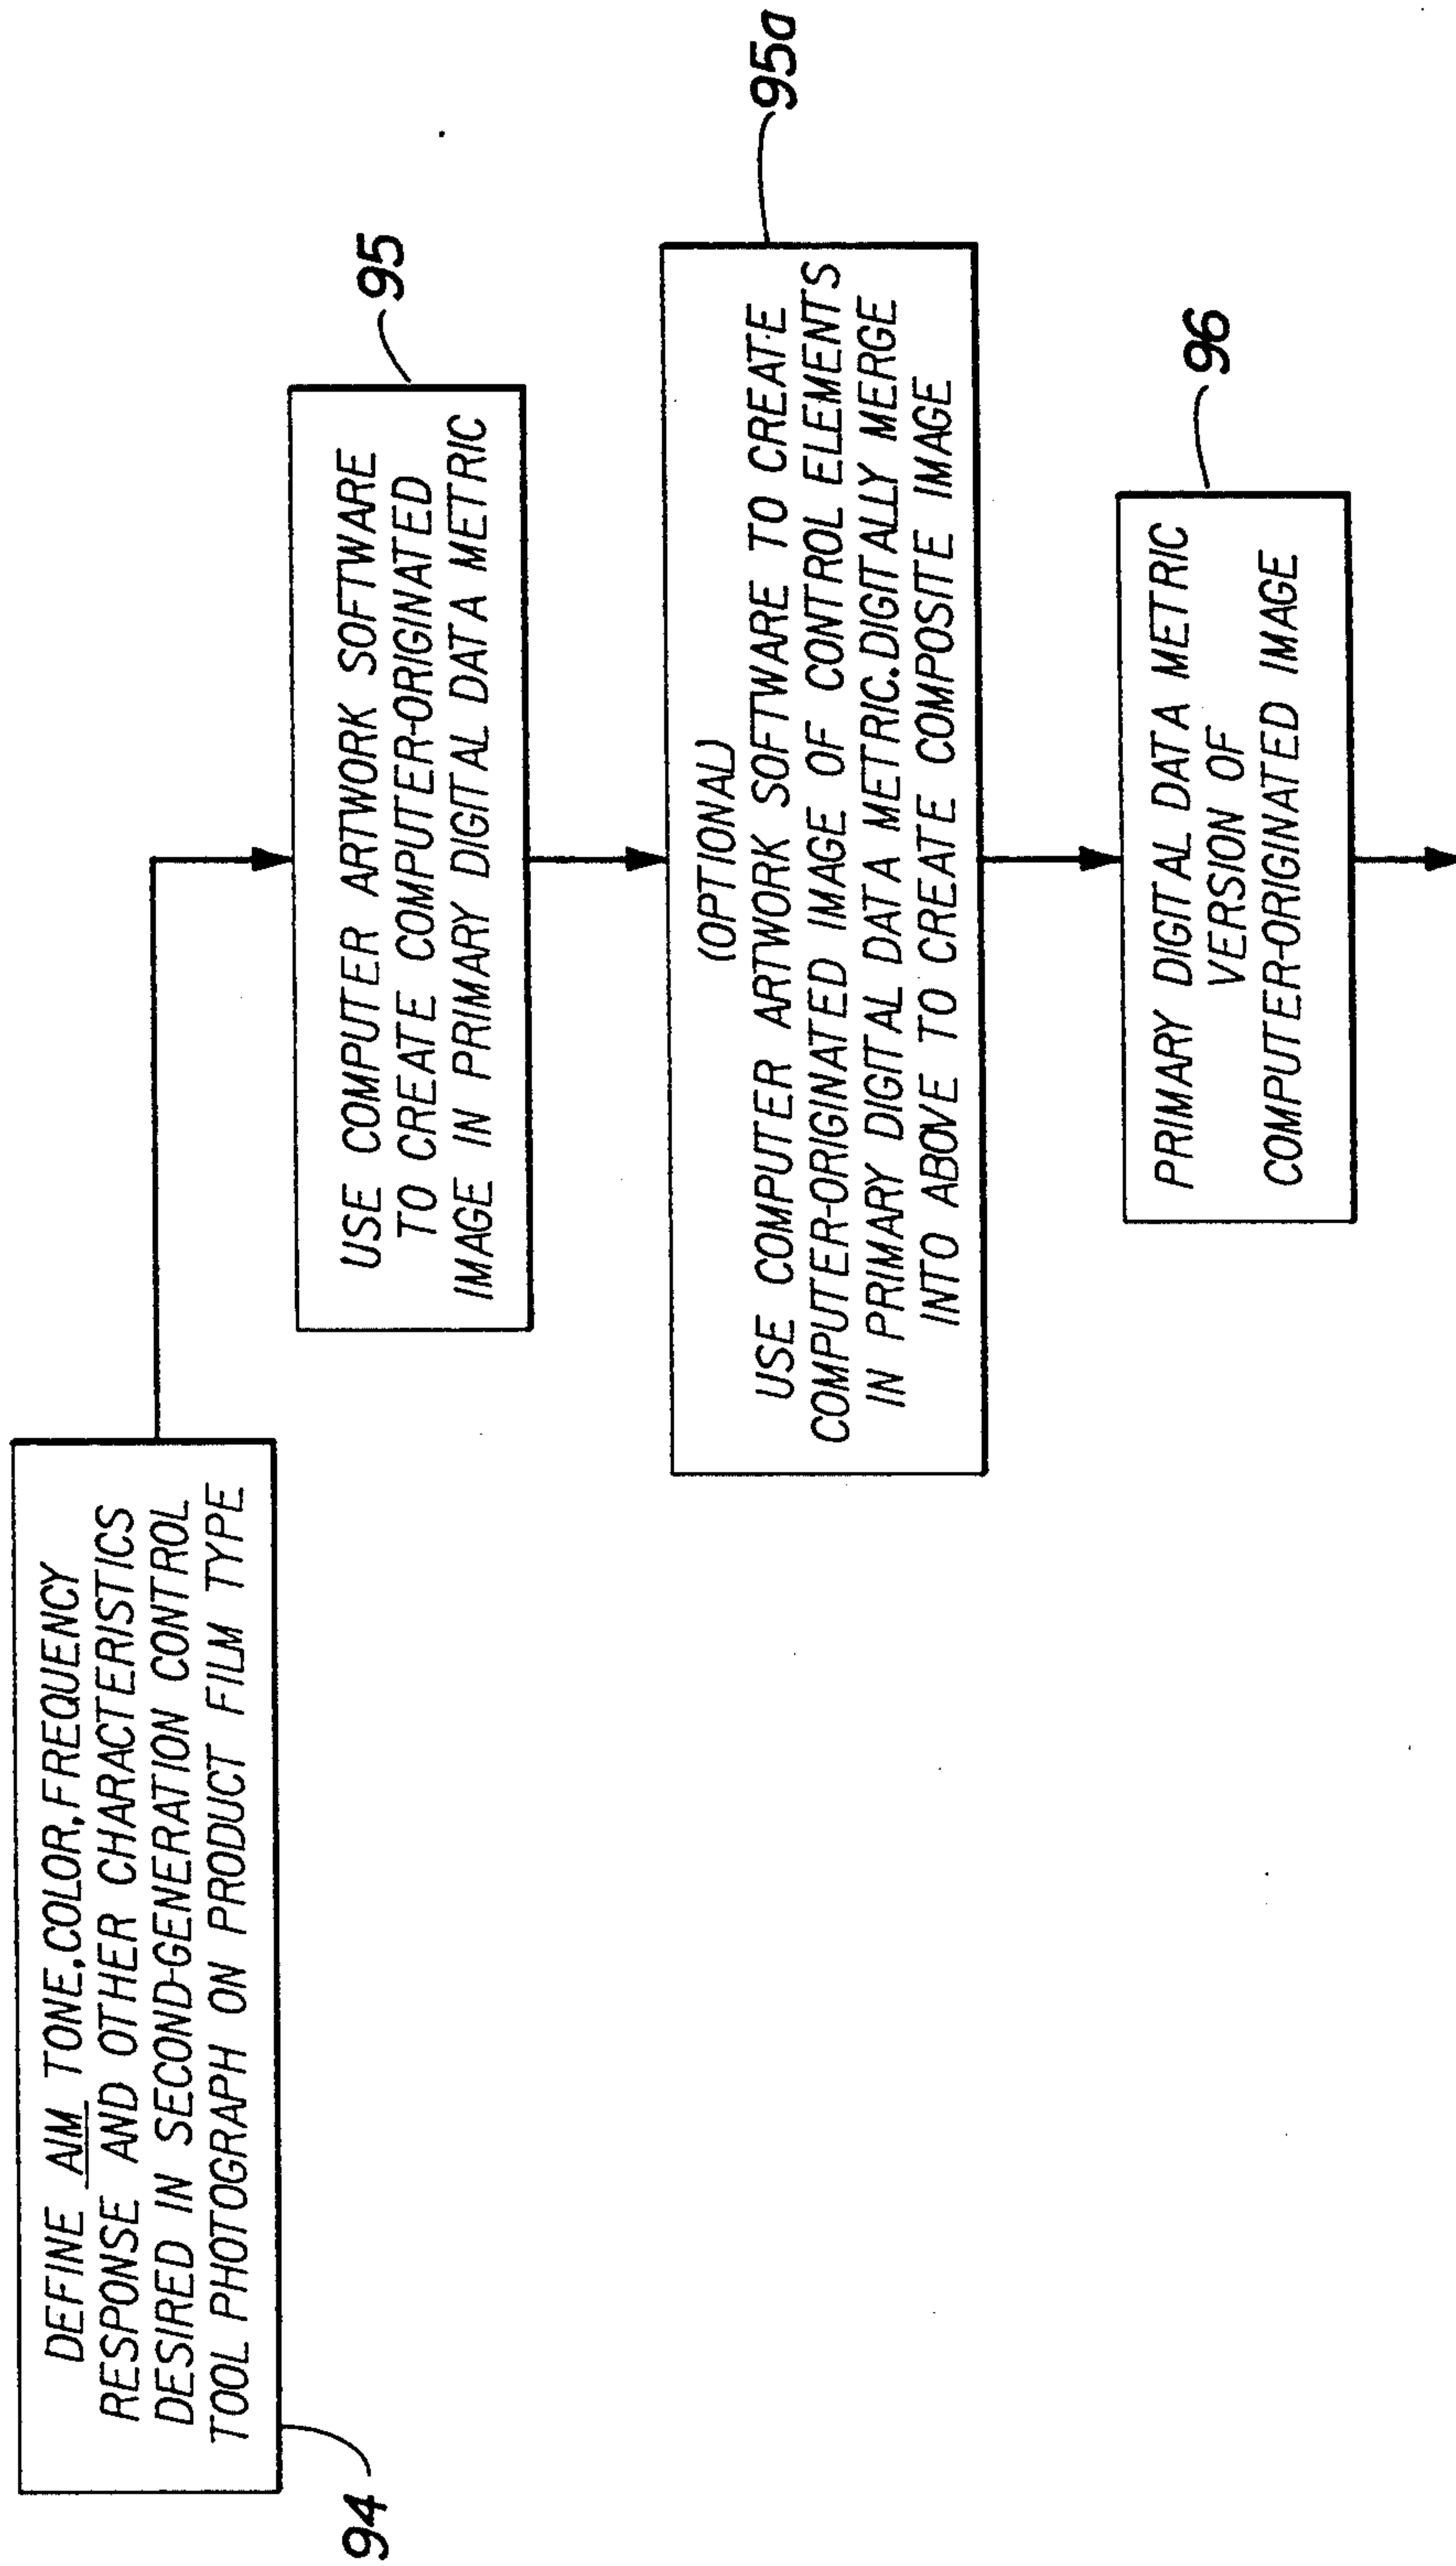 DEFINE AIM TONE,COLOR,FREQUENCY
RESPONSE AND OTHER CHARACTERISTICS
DESIRED IN SECOND-GENERATION CONTROL
TOOL PHOTOGRAPH ON PRODUCT FILM TYPE
94
USE COMPUTER ARTWORK SOFTWARE
TO CREATE COMPUTER-ORIGINATED
IMAGE IN PRIMARY DIGITAL DATA METRIC
95
(OPTIONAL)
USE COMPUTER ARTWORK SOFTWARE TO CREATE
COMPUTER-ORIGINATED IMAGE OF CONTROL ELEMENTS
IN PRIMARY DIGITAL DATA METRIC.DIGITALLY MERGE
INTO ABOVE TO CREATE COMPOSITE IMAGE
95a
PRIMARY DIGITAL DATA METRIC
VERSION OF
COMPUTER-ORIGINATED IMAGE
96